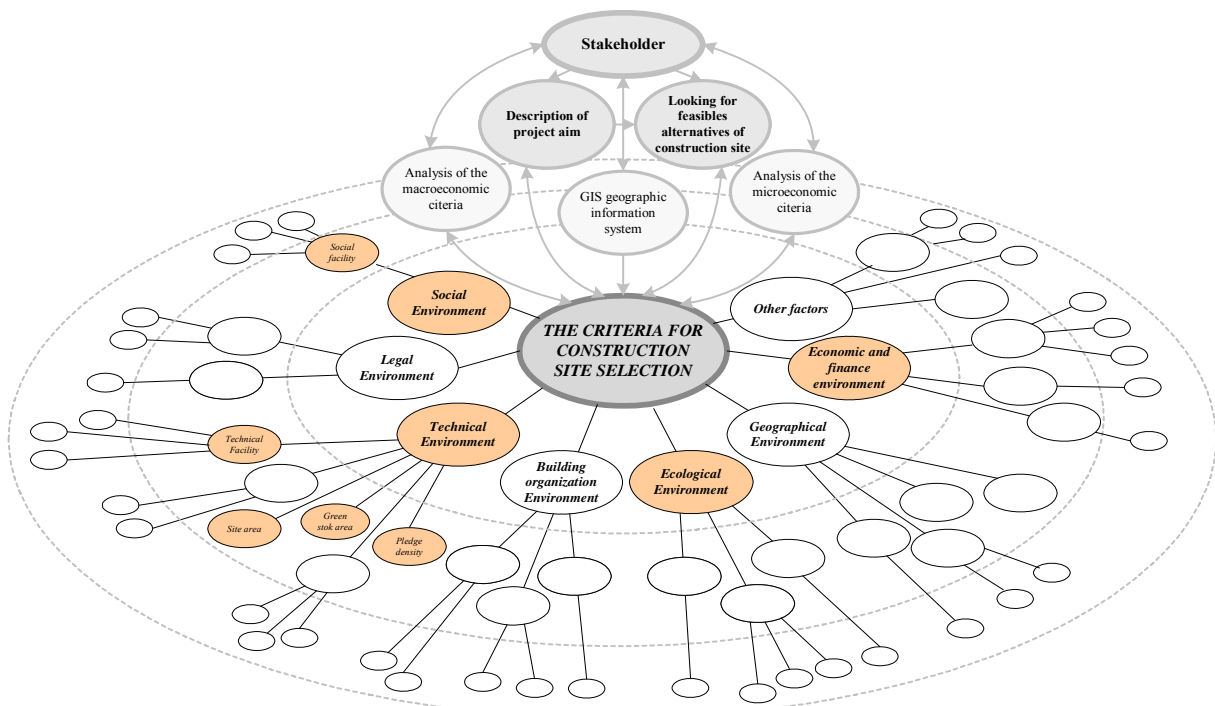 Stakeholder
Description of
project aim
Looking for
feasibles
alternatives of
construction site
Analysis of the
macroeconomic
citeria
GIS geographic
information
system
Analysis of the
microeconomic
criteria
Social
facility
Social
Environment
THE CRITERIA FOR
CONSTRUCTION
SITE SELECTION
Other factors
Legal
Environment
Economic and
finance
environment
Technical
Facility
Technical
Environment
Geographical
Environment
Building
organization
Environment
Ecological
Environment
Site area
Green
stok area
Pledge
density